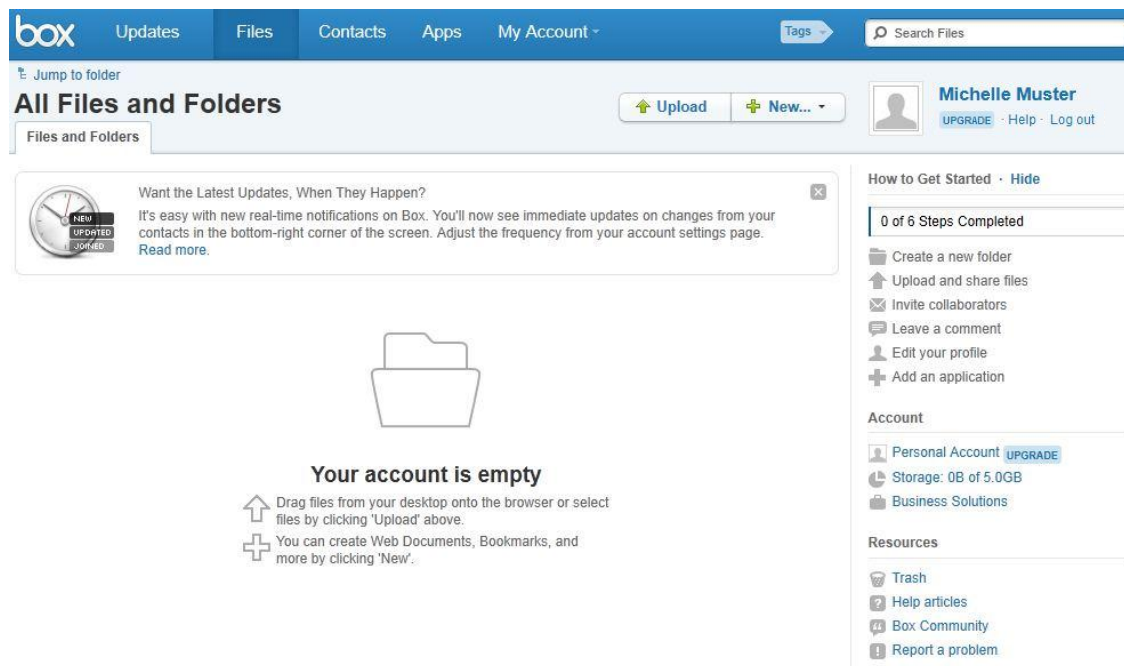 box
Updates
Files
Contacts
Apps
My Account
Tags
Search Files
Jump to folder
All Files and Folders
Upload
New...
Files and Folders
Michelle Muster
UPGRADE · Help · Log out
Want the Latest Updates, When They Happen?
It's easy with new real-time notifications on Box. You'll now see immediate updates on changes from your
contacts in the bottom-right corner of the screen. Adjust the frequency from your account settings page.
Read more.
NEW
UPDATED
JOINED
Your account is empty
Drag files from your desktop onto the browser or select
files by clicking 'Upload' above.
You can create Web Documents, Bookmarks, and
more by clicking 'New'.
How to Get Started · Hide
0 of 6 Steps Completed
Create a new folder
Upload and share files
Invite collaborators
Leave a comment
Edit your profile
Add an application
Account
Personal Account UPGRADE
Storage: 0B of 5.0GB
Business Solutions
Resources
Trash
Help articles
Box Community
Report a problem